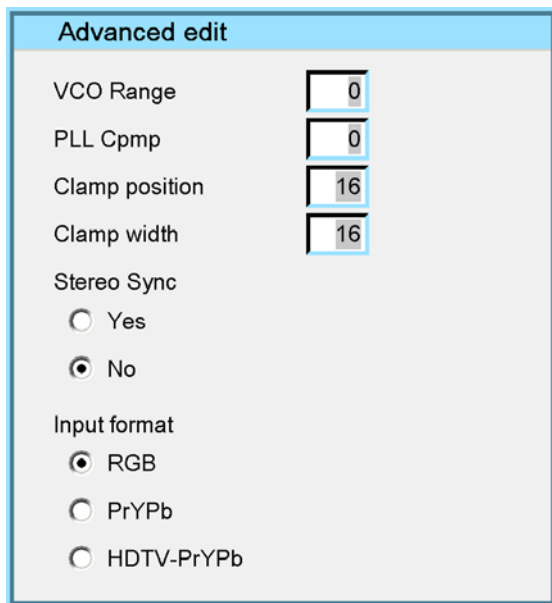 Advanced edit
VCO Range 0
PLL Cpmp 0
Clamp position 16
Clamp width 16
Stereo Sync
Yes
No
Input format
RGB
PrYPb
HDTV-PrYPb